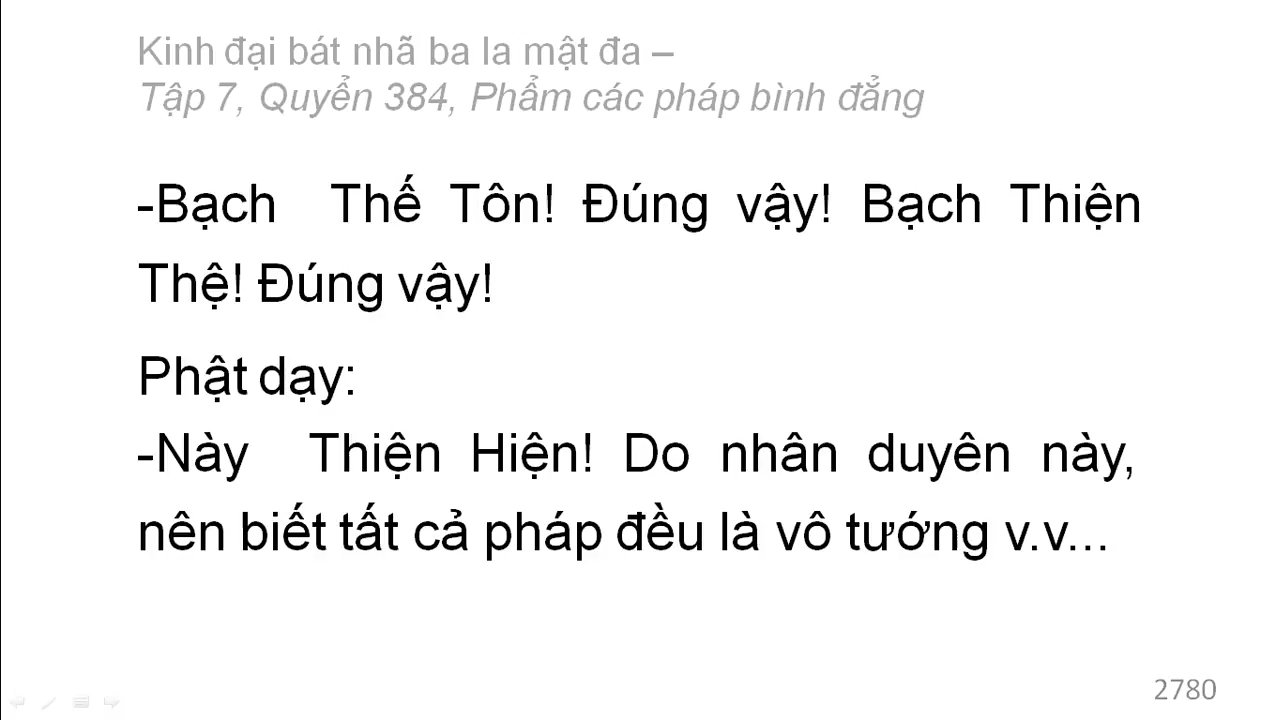 Kinh đại bát nhã ba la mật đa –
Tập 7, Quyển 384, Phẩm các pháp bình đẳng
-Bạch Thế Tôn! Đúng vậy! Bạch Thiện
Thệ! Đúng vậy!
Phật dạy:
-Này Thiện Hiện! Do nhân duyên này,
nên biết tất cả pháp đều là vô tướng v.v...
2780